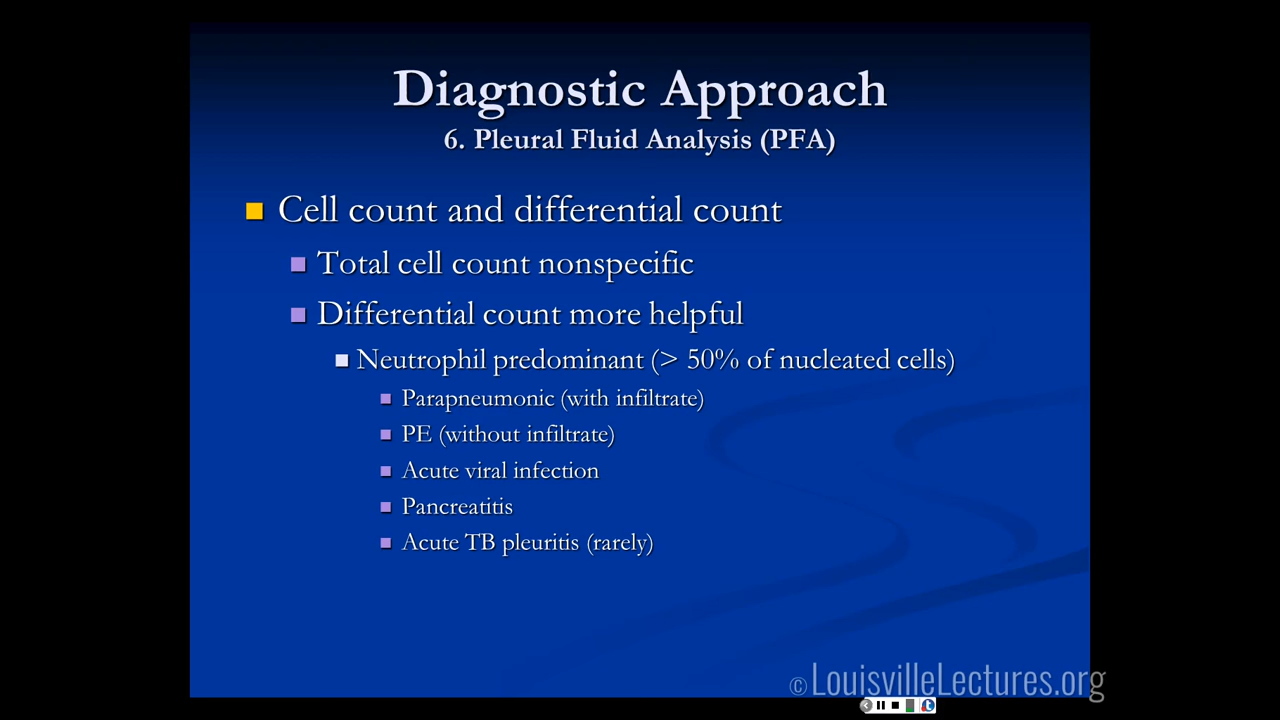 Diagnostic Approach
6. Pleural Fluid Analysis (PFA)
Cell count and differential count
Total cell count nonspecific
Differential count more helpful
Neutrophil predominant (> 50% of nucleated cells)
Parapneumonic (with infiltrate)
PE (without infiltrate)
Acute viral infection
Pancreatitis
Acute TB pleuritis (rarely)
© LouisvilleLectures.org